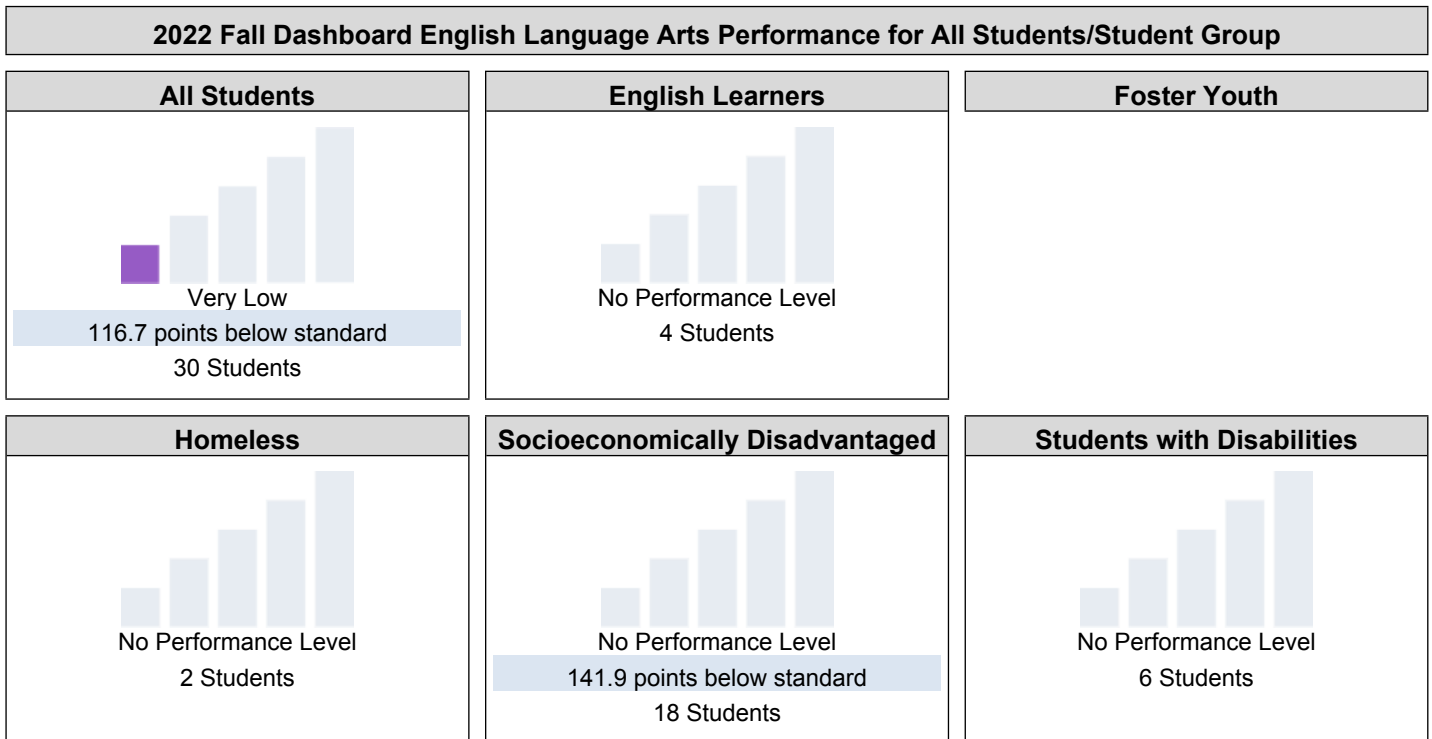 2022 Fall Dashboard English Language Arts Performance for All Students/Student Group
All Students
Very Low
116.7 points below standard
30 Students
English Learners
No Performance Level
4 Students
Foster Youth
Homeless
No Performance Level
2 Students
Socioeconomically Disadvantaged
No Performance Level
141.9 points below standard
18 Students
Students with Disabilities
No Performance Level
6 Students